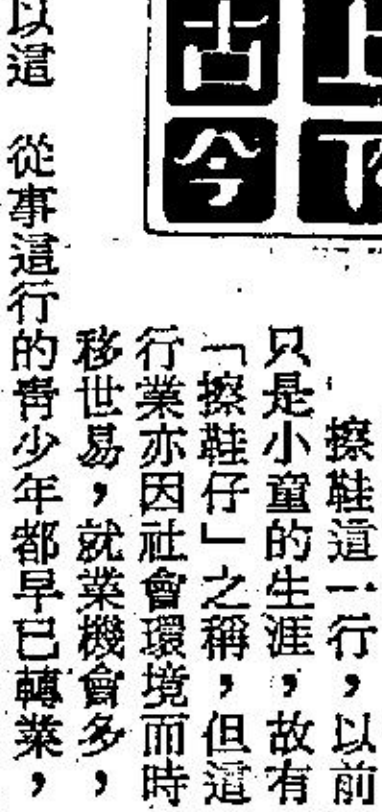 上下
古今
擦鞋這一行，以前
只是小童的生涯，故有
「擦鞋仔」之稱，但這
行業亦因社會環境而時
移世易，就業機會多，
以這 從事這行的青少年都早已轉業，